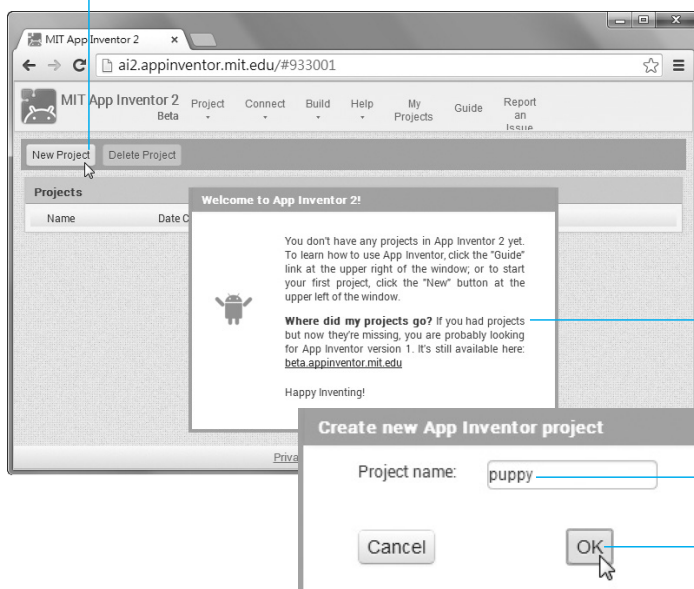 MIT App Inventor 2
ai2.appinventor.mit.edu/#933001
MIT App Inventor 2
Beta
Project
Connect
Build
Help
My
Projects
Guide
Report
an
Issue
New Project
Delete Project
Projects
Name
Date C
Welcome to App Inventor 2!
You don't have any projects in App Inventor 2 yet.
To learn how to use App Inventor, click the "Guide"
link at the upper right of the window; or to start
your first project, click the "New" button at the
upper left of the window.
Where did my projects go? If you had projects
but now they're missing, you are probably looking
for App Inventor version 1. It's still available here:
beta.appinventor.mit.edu
Happy Inventing!
Priva
Create new App Inventor project
Project name:
puppy
Cancel
OK